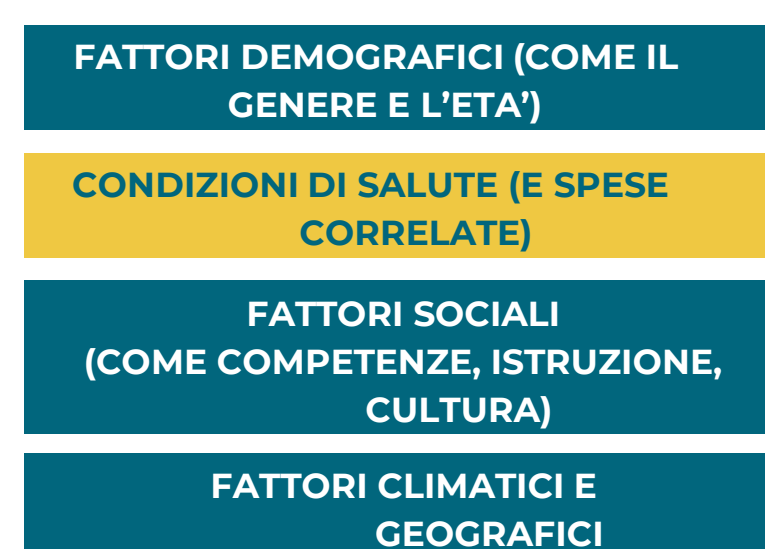 FATTORI DEMOGRAFICI (COME IL
GENERE E L’ETA’)
CONDIZIONI DI SALUTE (E SPESE
CORRELATE)
FATTORI SOCIALI
(COME COMPETENZE, ISTRUZIONE,
CULTURA)
FATTORI CLIMATICI E
GEOGRAFICI